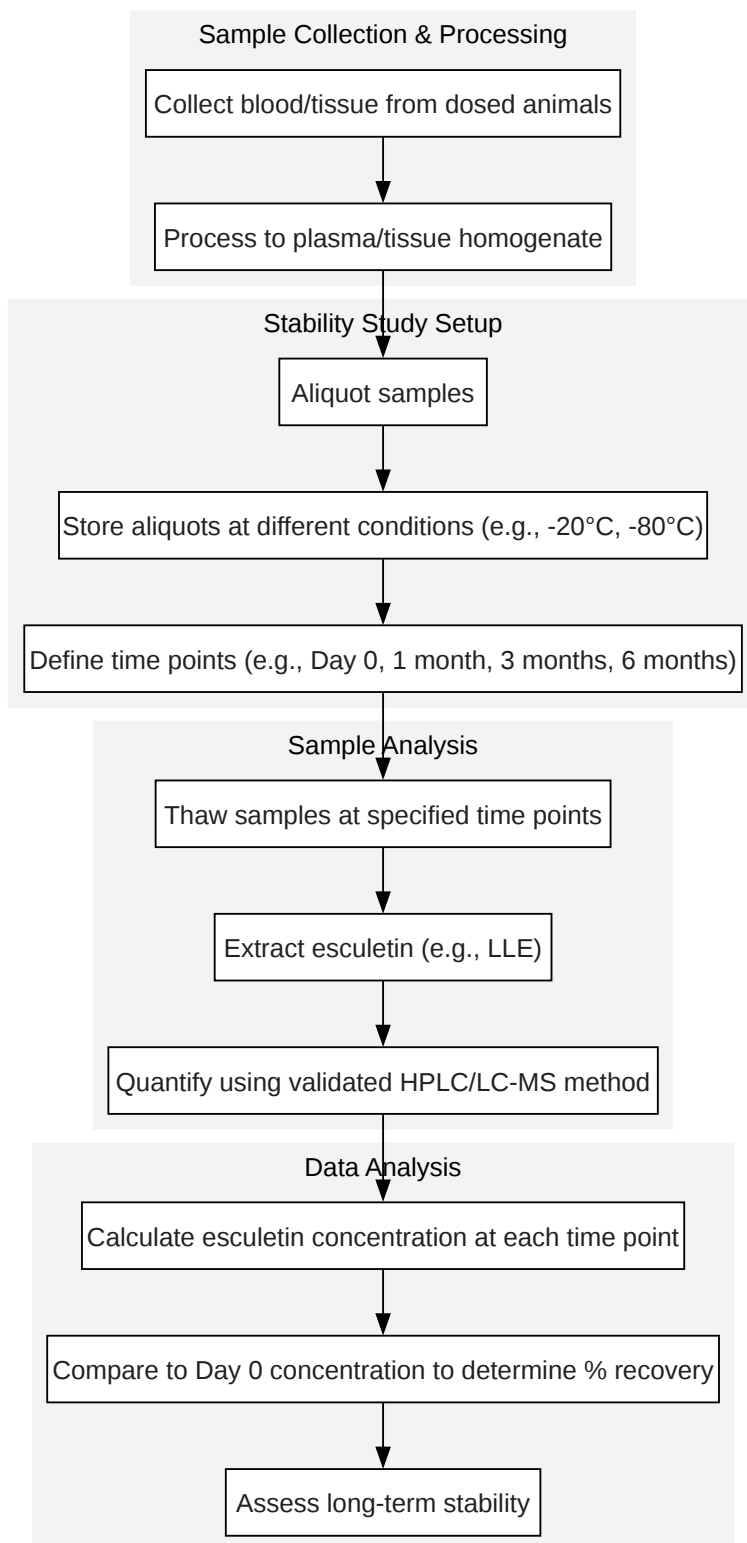 Sample Collection & Processing
Collect blood/tissue from dosed animals
Process to plasma/tissue homogenate
Stability Study Setup
Aliquot samples
Store aliquots at different conditions (e.g., -20°C, -80°C)
Define time points (e.g., Day 0, 1 month, 3 months, 6 months)
Sample Analysis
Thaw samples at specified time points
Extract esculetin (e.g., LLE)
Quantify using validated HPLC/LC-MS method
Data Analysis
Calculate esculetin concentration at each time point
Compare to Day 0 concentration to determine % recovery
Assess long-term stability